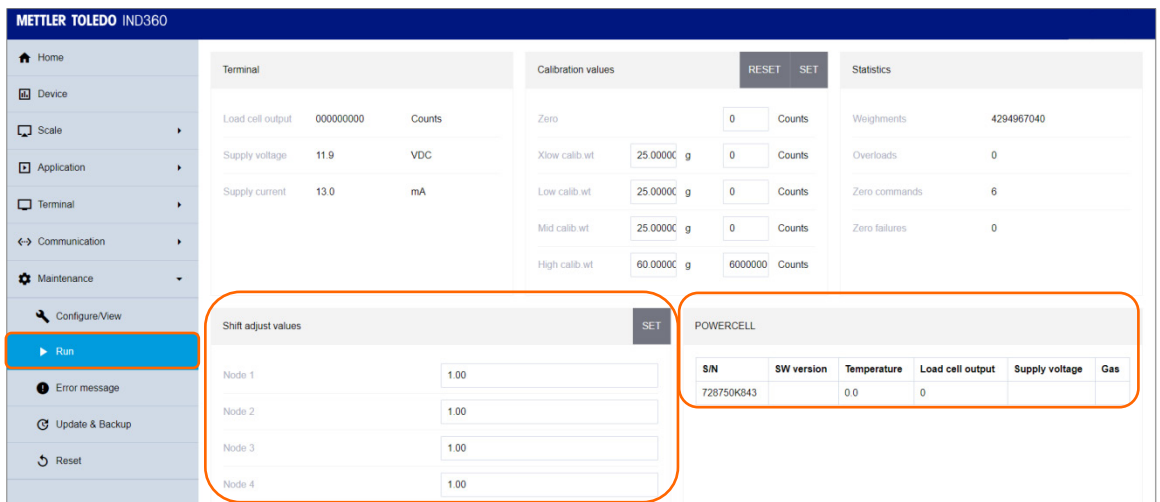 METTLER TOLEDO IND360
Home
Device
Scale
Application
Terminal
Communication
Maintenance
Configure/View
Run
Error message
Update & Backup
Reset
Terminal
Load cell output 000000000 Counts
Supply voltage 11.9 VDC
Supply current 13.0 mA
Calibration values RESET SET
Zero 0 Counts
Xlow calib.wt 25.00000 g 0 Counts
Low calib.wt 25.00000 g 0 Counts
Mid calib.wt 25.00000 g 0 Counts
High calib wt 60.00000 g 6000000 Counts
Statistics
Weighments 4294967040
Overloads 0
Zero commands 6
Zero failures 0
Shift adjust values SET
Node 1 1.00
Node 2 1.00
Node 3 1.00
Node 4 1.00
POWERCELL
S/N SW version Temperature Load cell output Supply voltage Gas
728750K843 0.0 0